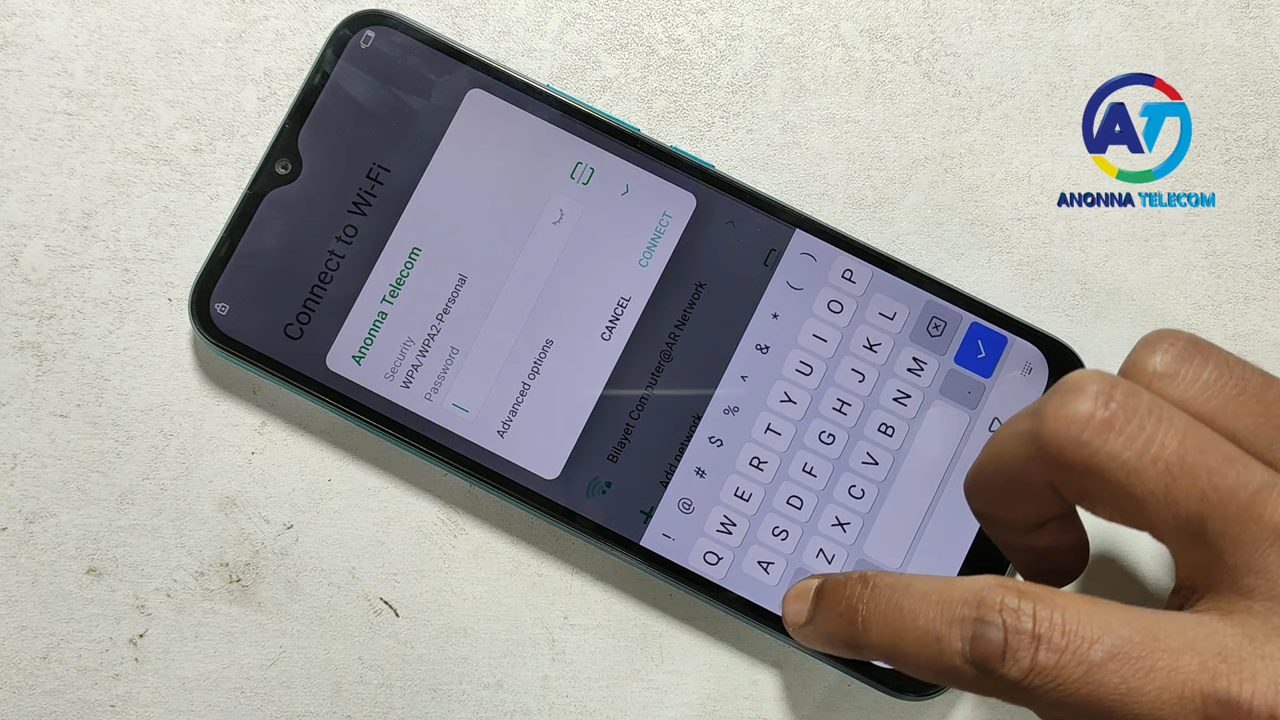 Connect to Wi-Fi
Anonna Telecom
Security
WPA/WPA2-Personal
Password
Advanced options
CANCEL
CONNECT
Bilayet Computer@AR Network
Add network
! @ # $ % ^ & * ( )
Q W E R T Y U I O P
A S D F G H J K L
Z X C V B N M
.
AT
ANONNA TELECOM